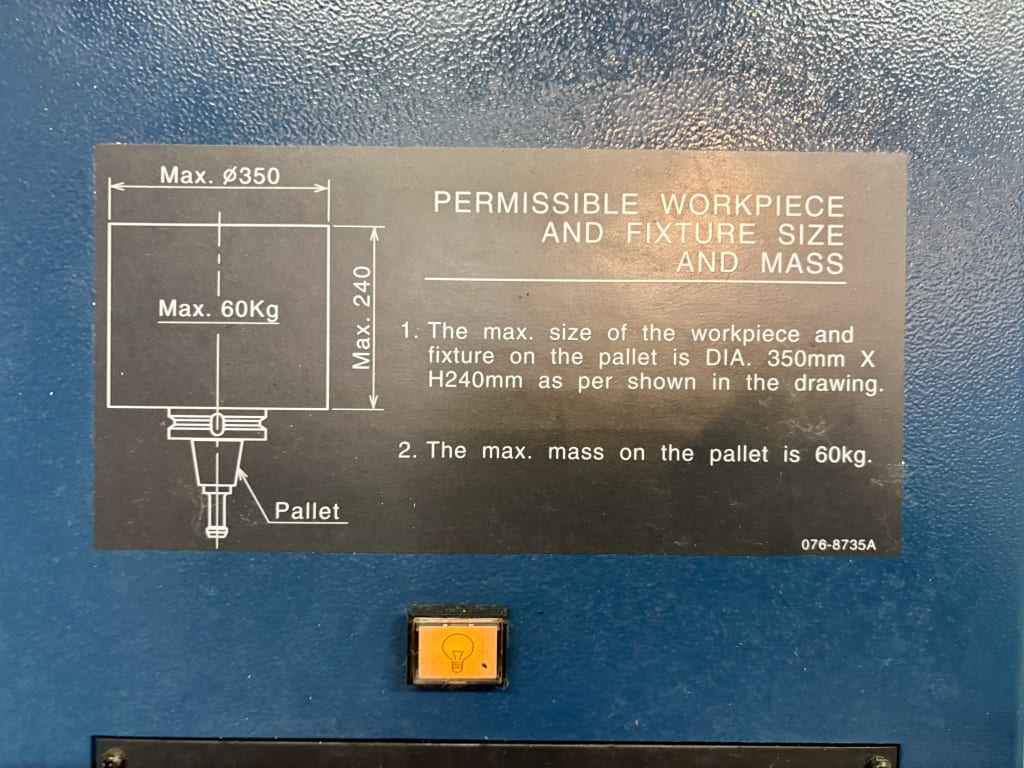 Max. Ø350
Max. 60Kg
Max. 240
Pallet
PERMISSIBLE WORKPIECE
AND FIXTURE SIZE
AND MASS
1. The max. size of the workpiece and
fixture on the pallet is DIA. 350mm X
H240mm as per shown in the drawing.
2. The max. mass on the pallet is 60kg.
076-8735A